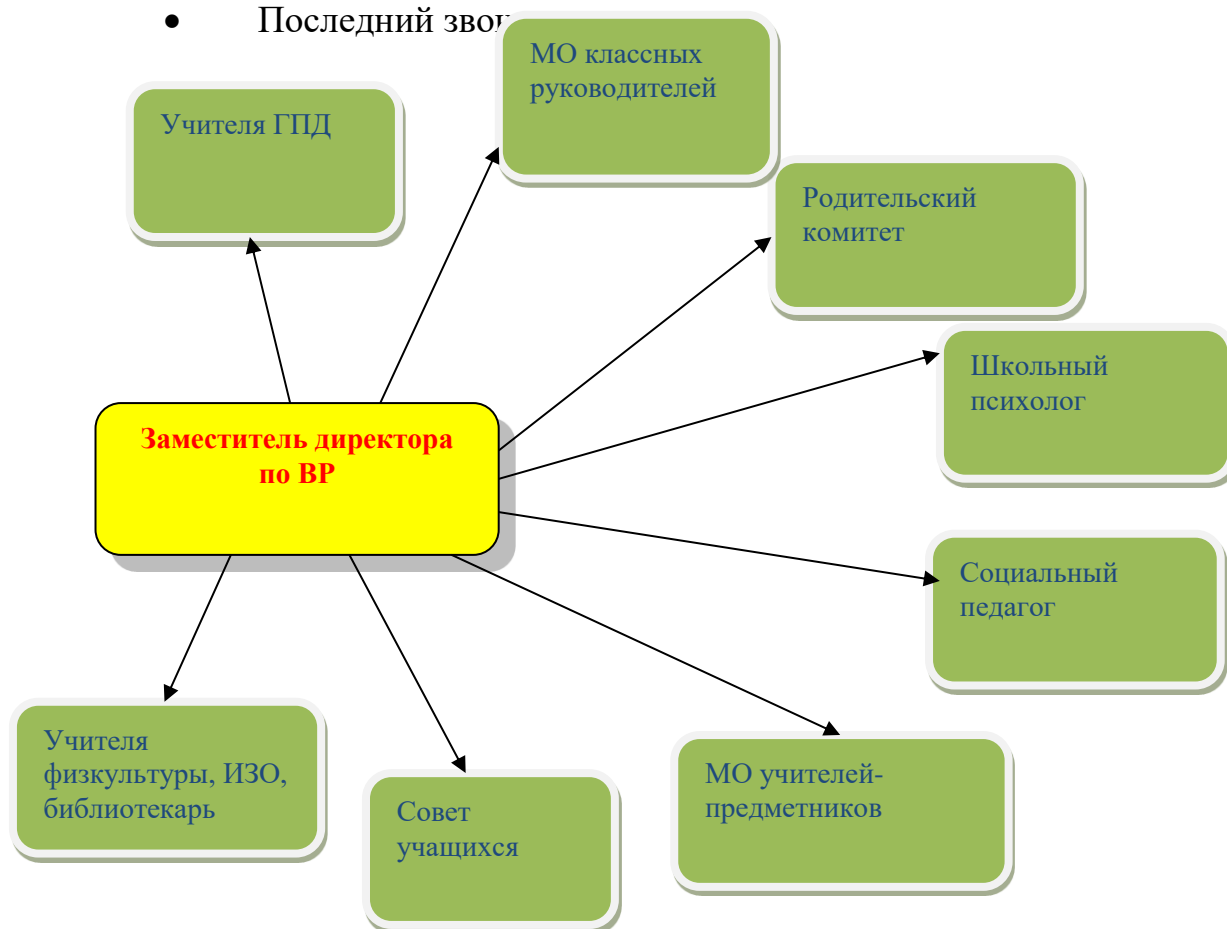 • Последний
МО классных
руководителей
Учителя ГПД
Родительский
комитет
Школьный
психолог
Заместитель директора
по ВР
Социальный
педагог
Учителя
физкультуры, ИЗО,
библиотекарь
Совет
учащихся
МО учителей-
предметников